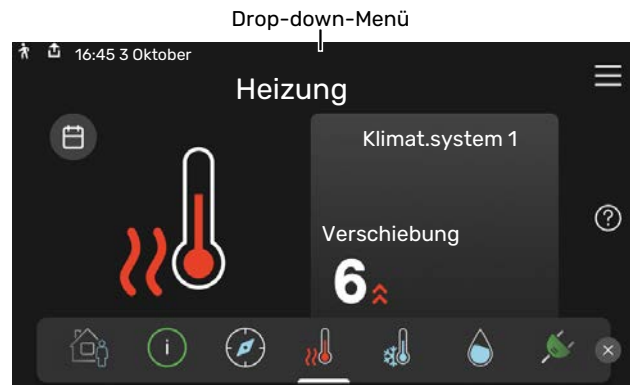 Drop-down-Menü
16:45 3 Oktober
Heizung
Klimat.system 1
Verschiebung
6
i
?